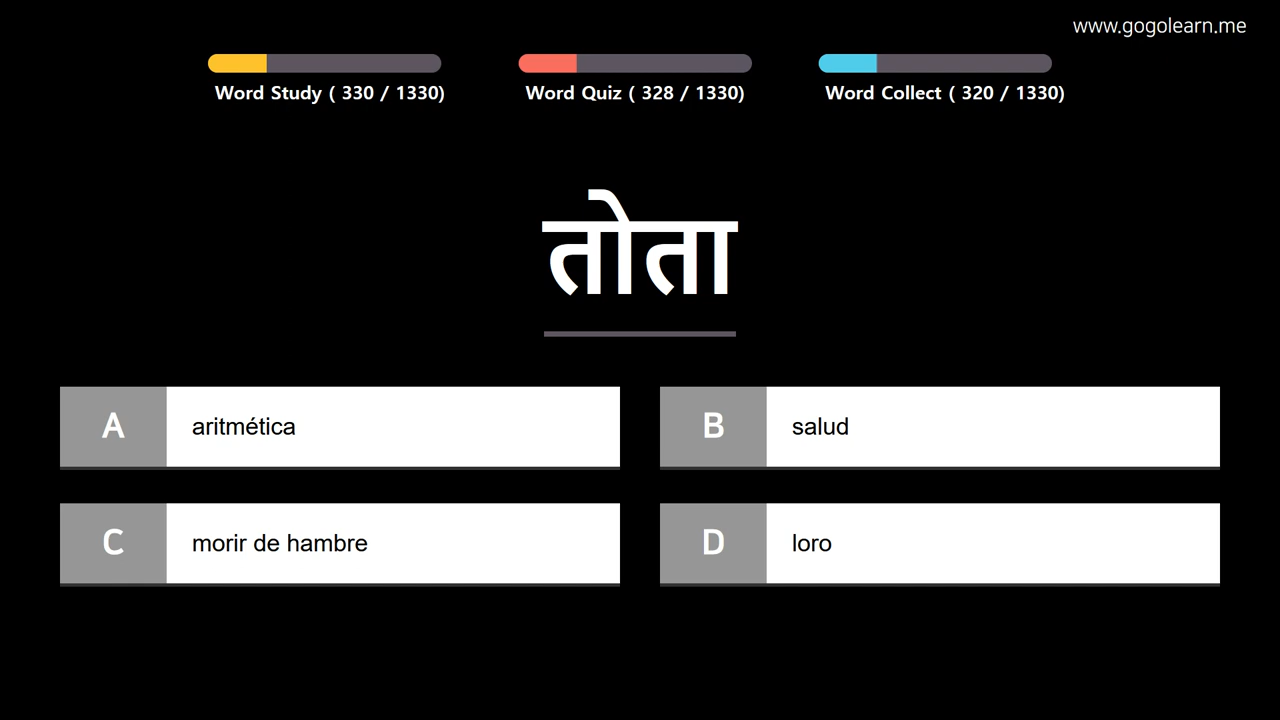 www.gogolearn.me
Word Study ( 330 / 1330)
Word Quiz ( 328 / 1330)
Word Collect ( 320 / 1330)
तोता
A aritmética
B salud
C morir de hambre
D loro